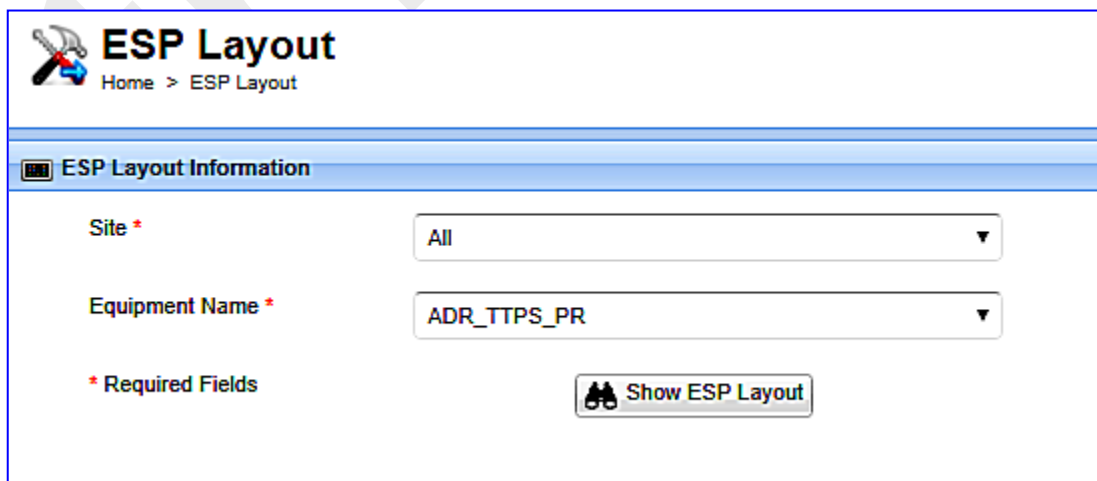 ESP Layout
Home > ESP Layout
ESP Layout Information
Site *
All
Equipment Name *
ADR_TTPS_PR
* Required Fields
Show ESP Layout